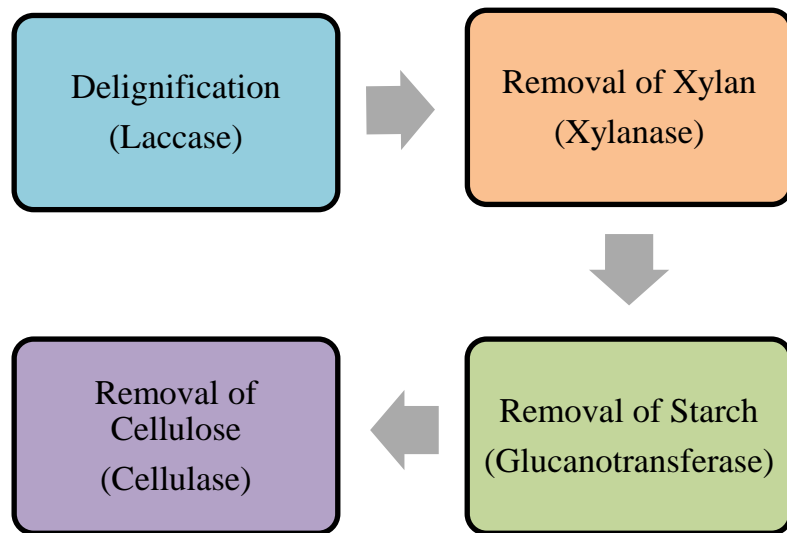 Delignification
(Laccase)
Removal of Xylan
(Xylanase)
Removal of Starch
(Glucanotransferase)
Removal of
Cellulose
(Cellulase)